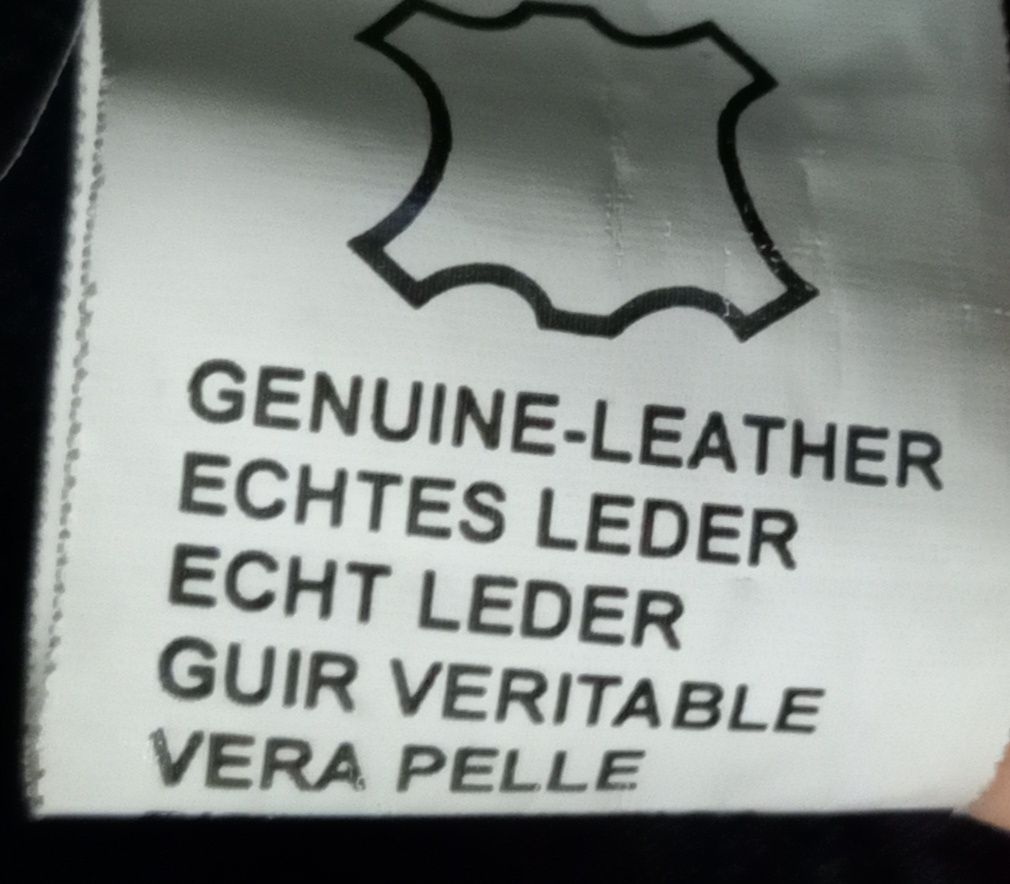 GENUINE-LEATHER
ECHTES LEDER
ECHT LEDER
GUIR VERITABLE
VERA PELLE